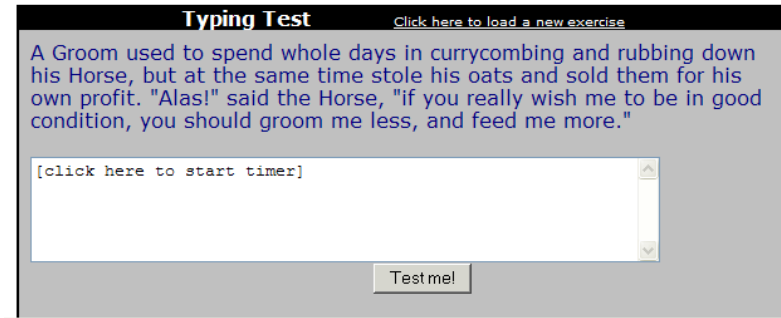 Typing Test Click here to load a new exercise
A Groom used to spend whole days in currycombing and rubbing down
his Horse, but at the same time stole his oats and sold them for his
own profit. "Alas!" said the Horse, "if you really wish me to be in good
condition, you should groom me less, and feed me more."
[click here to start timer]
Test me!